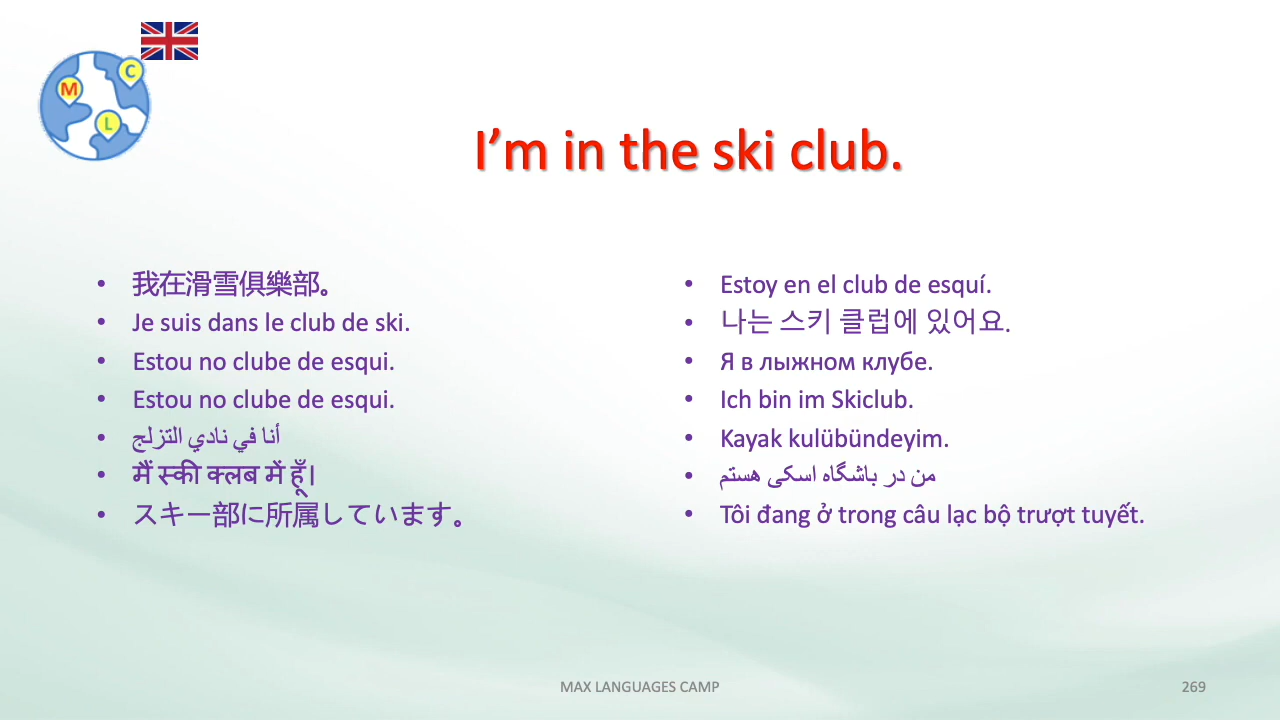 C
M
L
I’m in the ski club.
• 我在滑雪俱樂部。
• Je suis dans le club de ski.
• Estou no clube de esqui.
• Estou no clube de esqui.
• أنا في نادي التزلج
• मैं स्की क्लब में हूँ।
• スキー部に所属しています。
• Estoy en el club de esquí.
• 나는 스키 클럽에 있어요.
• Я в лыжном клубе.
• Ich bin im Skiclub.
• Kayak kulübündeyim.
• من در باشگاه اسکی هستم
• Tôi đang ở trong câu lạc bộ trượt tuyết.
MAX LANGUAGES CAMP
269